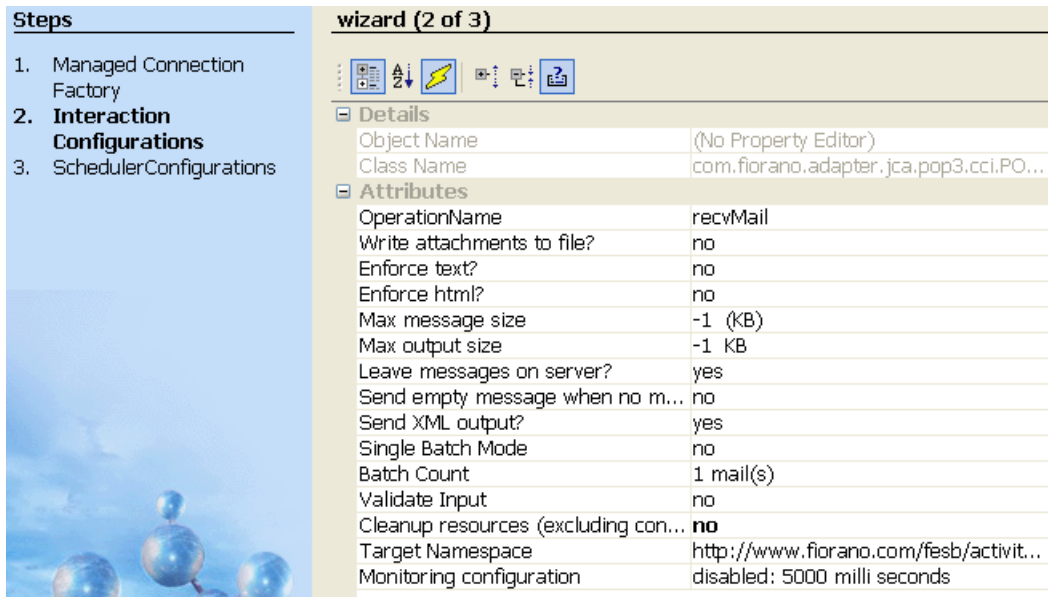 Steps
1. Managed Connection
Factory
2. Interaction
Configurations
3. SchedulerConfigurations
wizard (2 of 3)
Details
Object Name (No Property Editor)
Class Name com.fiorano.adapter.jca.pop3.cci.PO...
Attributes
OperationName recvMail
Write attachments to file? no
Enforce text? no
Enforce html? no
Max message size -1 (KB)
Max output size -1 KB
Leave messages on server? yes
Send empty message when no m... no
Send XML output? yes
Single Batch Mode no
Batch Count 1 mail(s)
Validate Input no
Cleanup resources (excluding con... no
Target Namespace http://www.fiorano.com/fesb/activit...
Monitoring configuration disabled: 5000 milli seconds